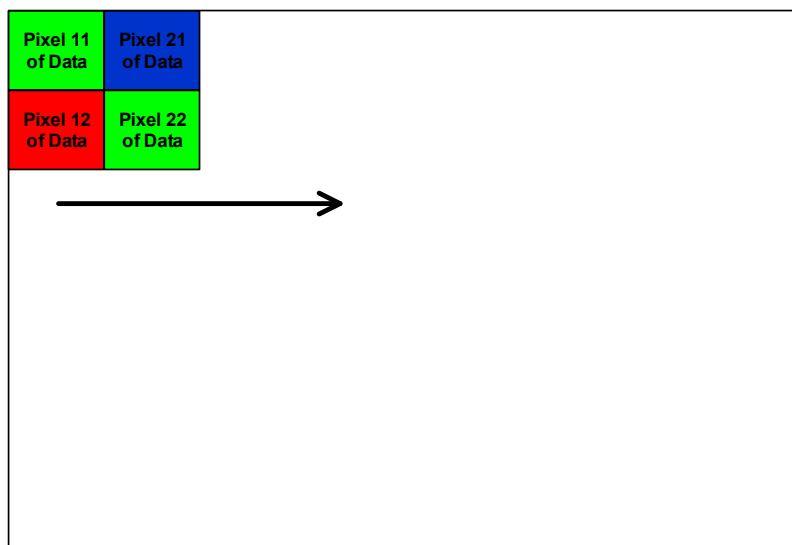 Pixel 11
of Data
Pixel 21
of Data
Pixel 12
of Data
Pixel 22
of Data